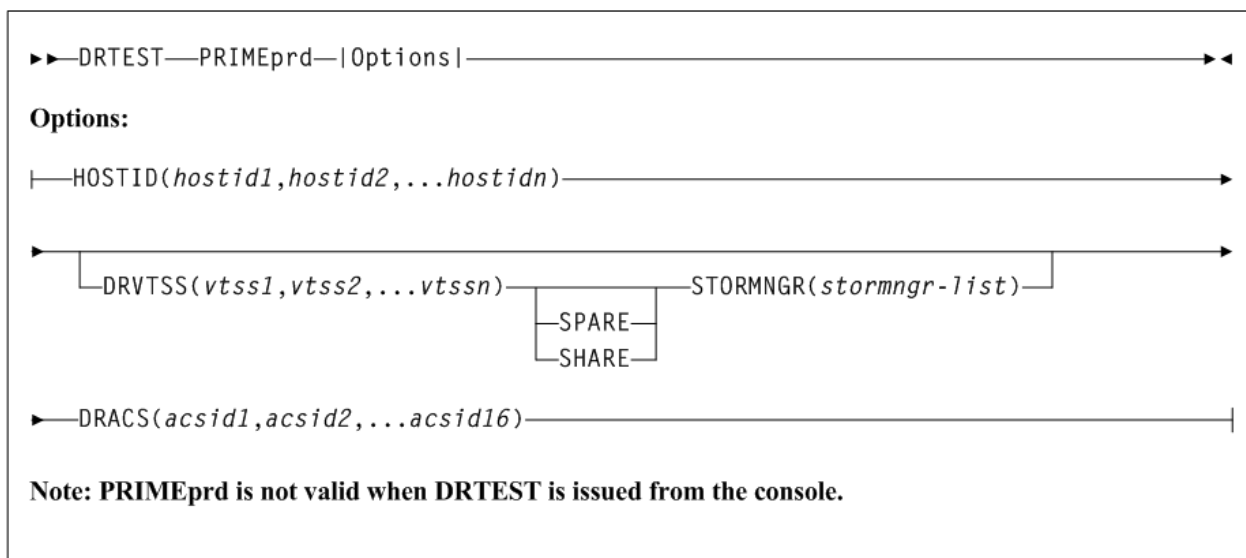 DRTEST PRIMEprd |Options|
Options:
HOSTID(hostid1,hostid2,...hostidn)
DRVTSS(vtss1,vtss2,...vtssn) STORMNGR(stormngr-list)
SPARE
SHARE
DRACS(acsid1,acsid2,...acsid16)
Note: PRIMEprd is not valid when DRTEST is issued from the console.